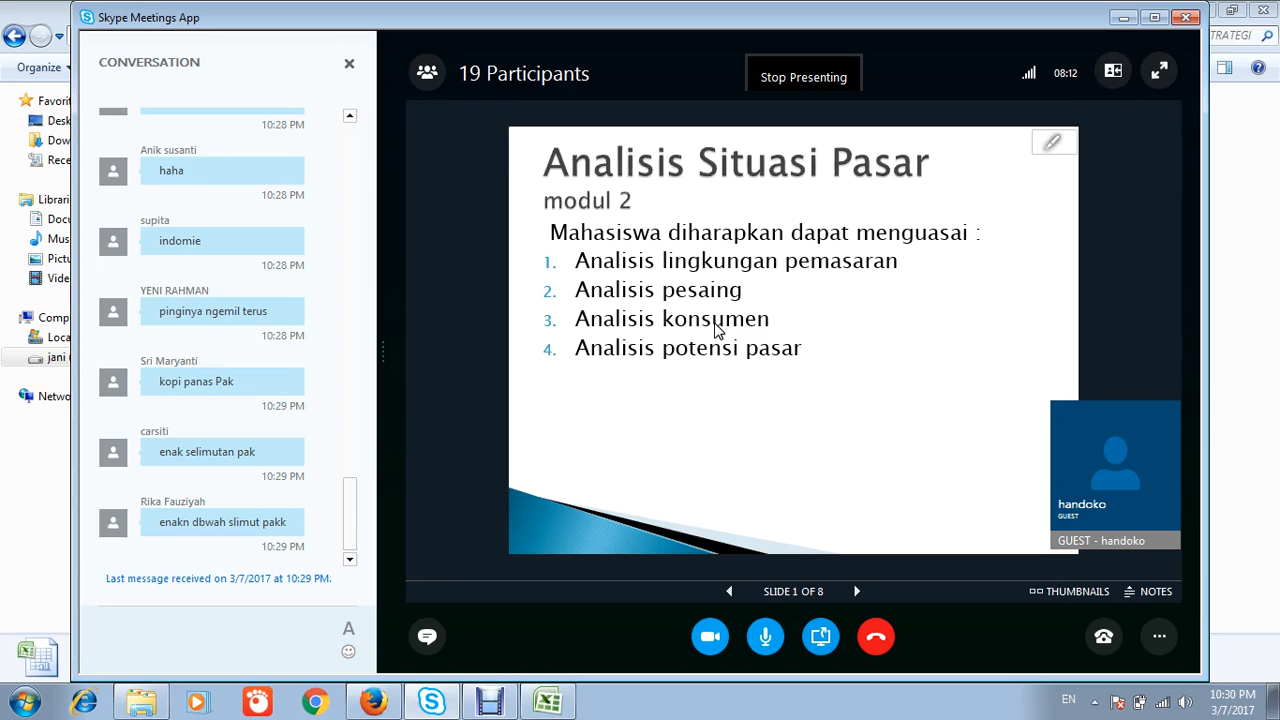 Skype Meetings App
Organize
Favorit
Desk
Dow
Rece
Librari
Docu
Mus
Pictu
Vide
Comp
Loca
jani (
Netwo
CONVERSATION
10:28 PM
Anik susanti
haha
10:28 PM
supita
indomie
10:28 PM
YENI RAHMAN
pinginya ngemil terus
10:28 PM
Sri Maryanti
kopi panas Pak
10:29 PM
carsiti
enak selimutan pak
10:29 PM
Rika Fauziyah
enakn dbwah slimut pakk
10:29 PM
Last message received on 3/7/2017 at 10:29 PM.
A
19 Participants
Stop Presenting
08:12
Analisis Situasi Pasar
modul 2
Mahasiswa diharapkan dapat menguasai :
1. Analisis lingkungan pemasaran
2. Analisis pesaing
3. Analisis konsumen
4. Analisis potensi pasar
handoko
GUEST
GUEST - handoko
SLIDE 1 OF 8
THUMBNAILS
NOTES
TRATEGI
EN
10:30 PM
3/7/2017